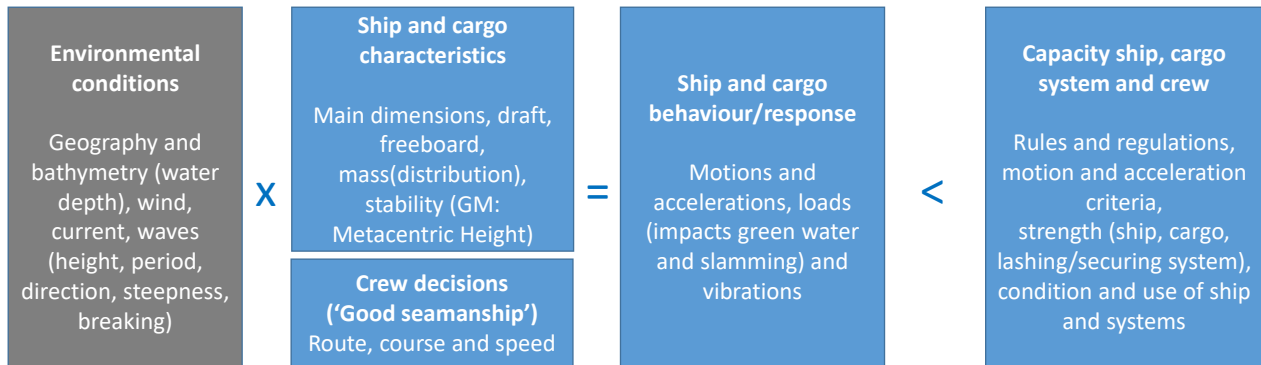 Environmental
conditions
Geography and
bathymetry (water
depth), wind,
current, waves
(height, period,
direction, steepness,
breaking)
x
Ship and cargo
characteristics
Main dimensions, draft,
freeboard,
mass(distribution),
stability (GM:
Metacentric Height)
Crew decisions
(‘Good seamanship’)
Route, course and speed
=
Ship and cargo
behaviour/response
Motions and
accelerations, loads
(impacts green water
and slamming) and
vibrations
<
Capacity ship, cargo
system and crew
Rules and regulations,
motion and acceleration
criteria,
strength (ship, cargo,
lashing/securing system),
condition and use of ship
and systems